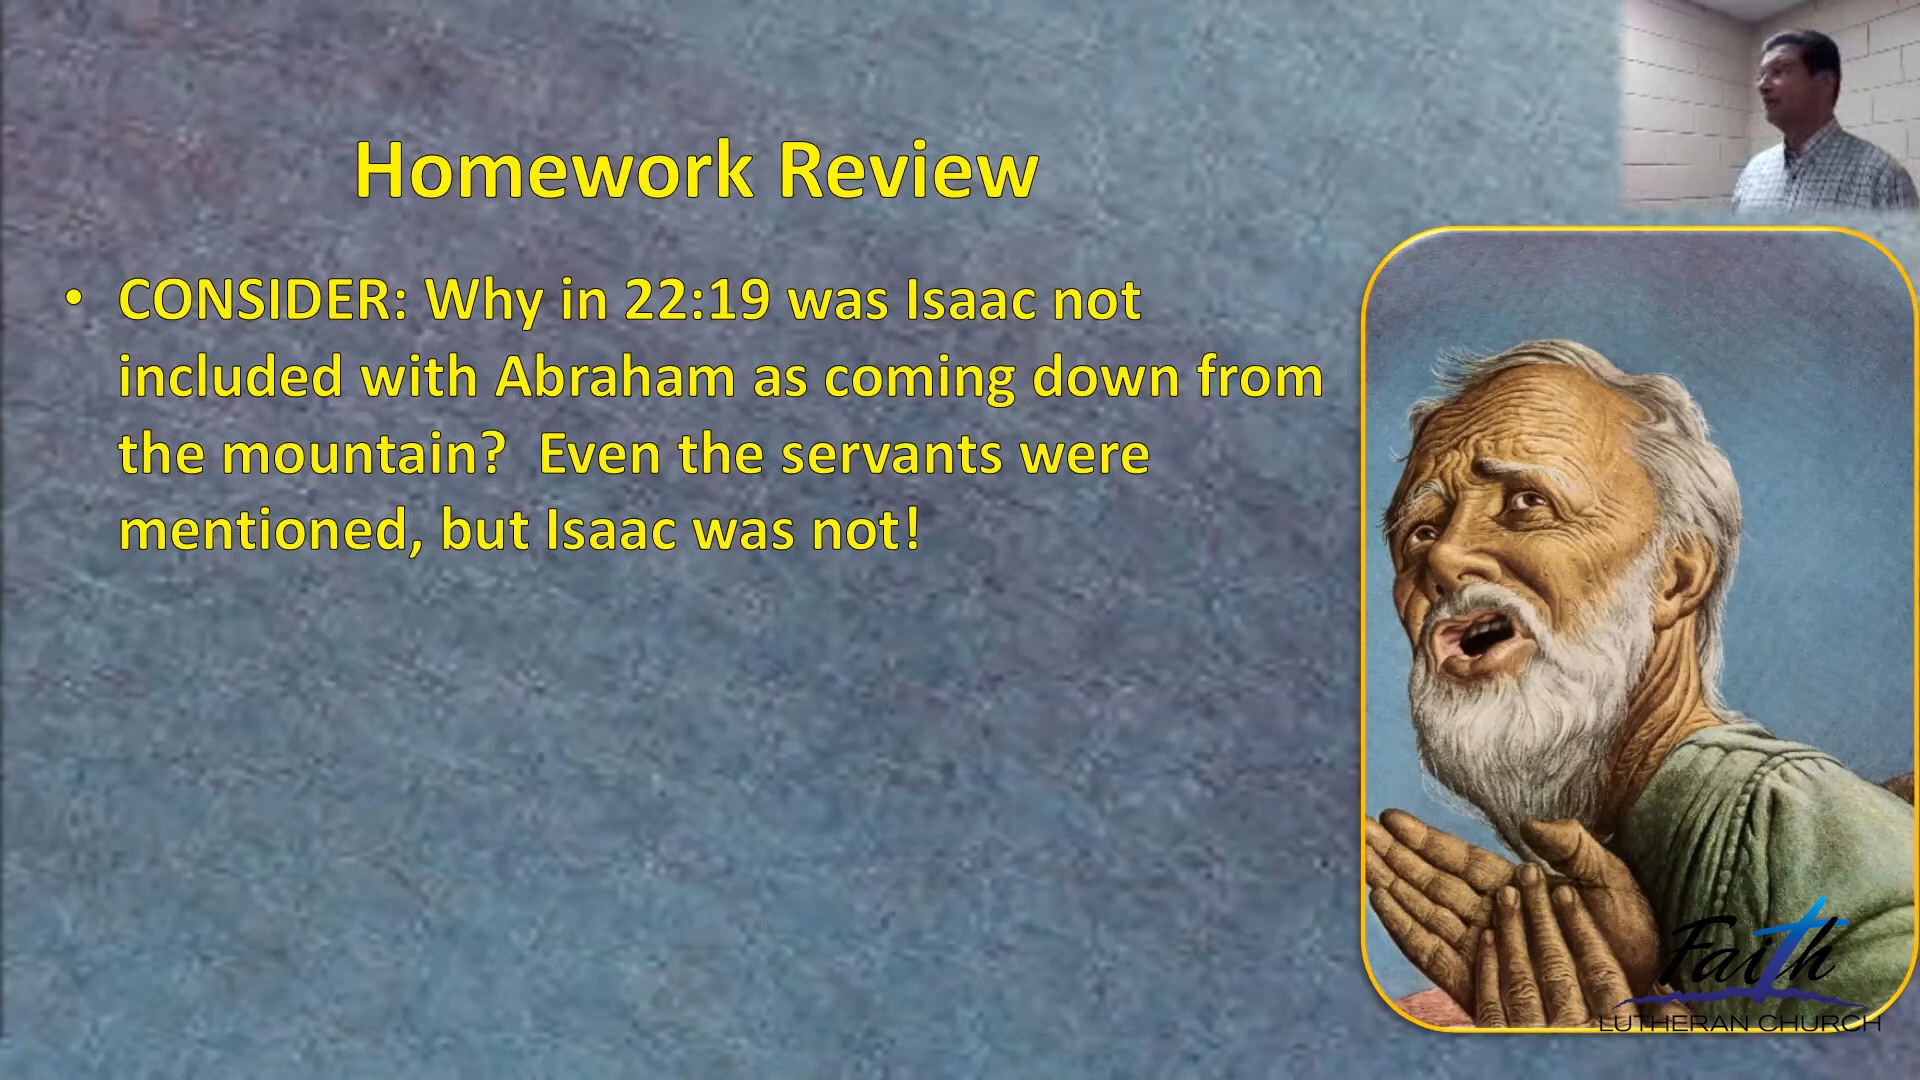 Homework Review
• CONSIDER: Why in 22:19 was Isaac not
included with Abraham as coming down from
the mountain?  Even the servants were
mentioned, but Isaac was not!
Faith
LUTHERAN CHURCH